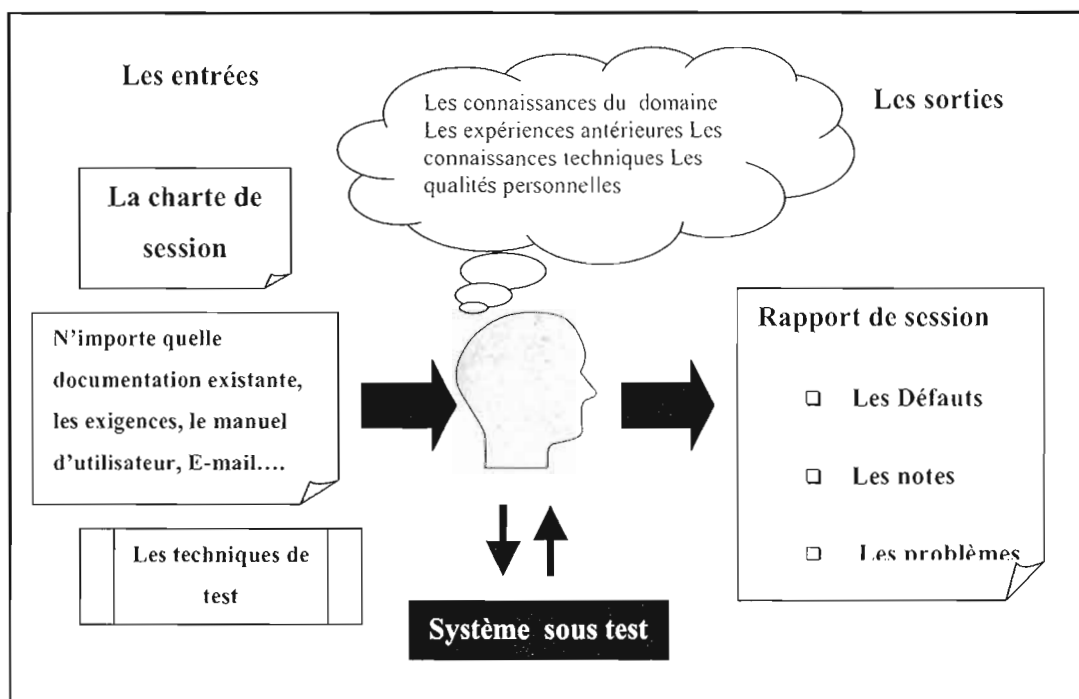 Les entrées
Les connaissances du domaine
Les expériences antérieures Les
connaissances techniques Les
qualités personnelles
Les sorties
La charte de
session
N'importe quelle
documentation existante,
les exigences, le manuel
d'utilisateur, E-mail....
Les techniques de
test
Rapport de session
Les Défauts
Les notes
Les problèmes
Système sous test